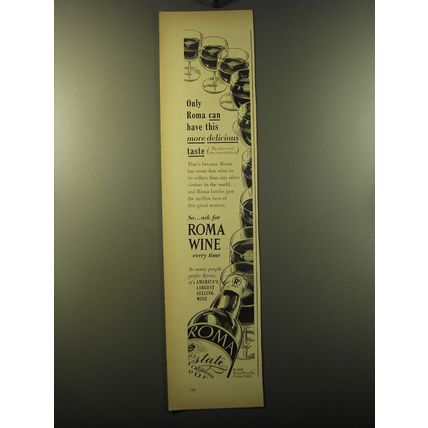 Only
Roma can
have this
more delicious
taste
That's because Roma
has more fine wine in
its cellars than any other
vintner in the world...
and Roma bottles just
the mellow best of
this great reserve.
So...ask for
ROMA
WINE
every time
So many people
prefer Roma,
it's AMERICA'S
LARGEST
SELLING
WINE
R
ROMA
Estate